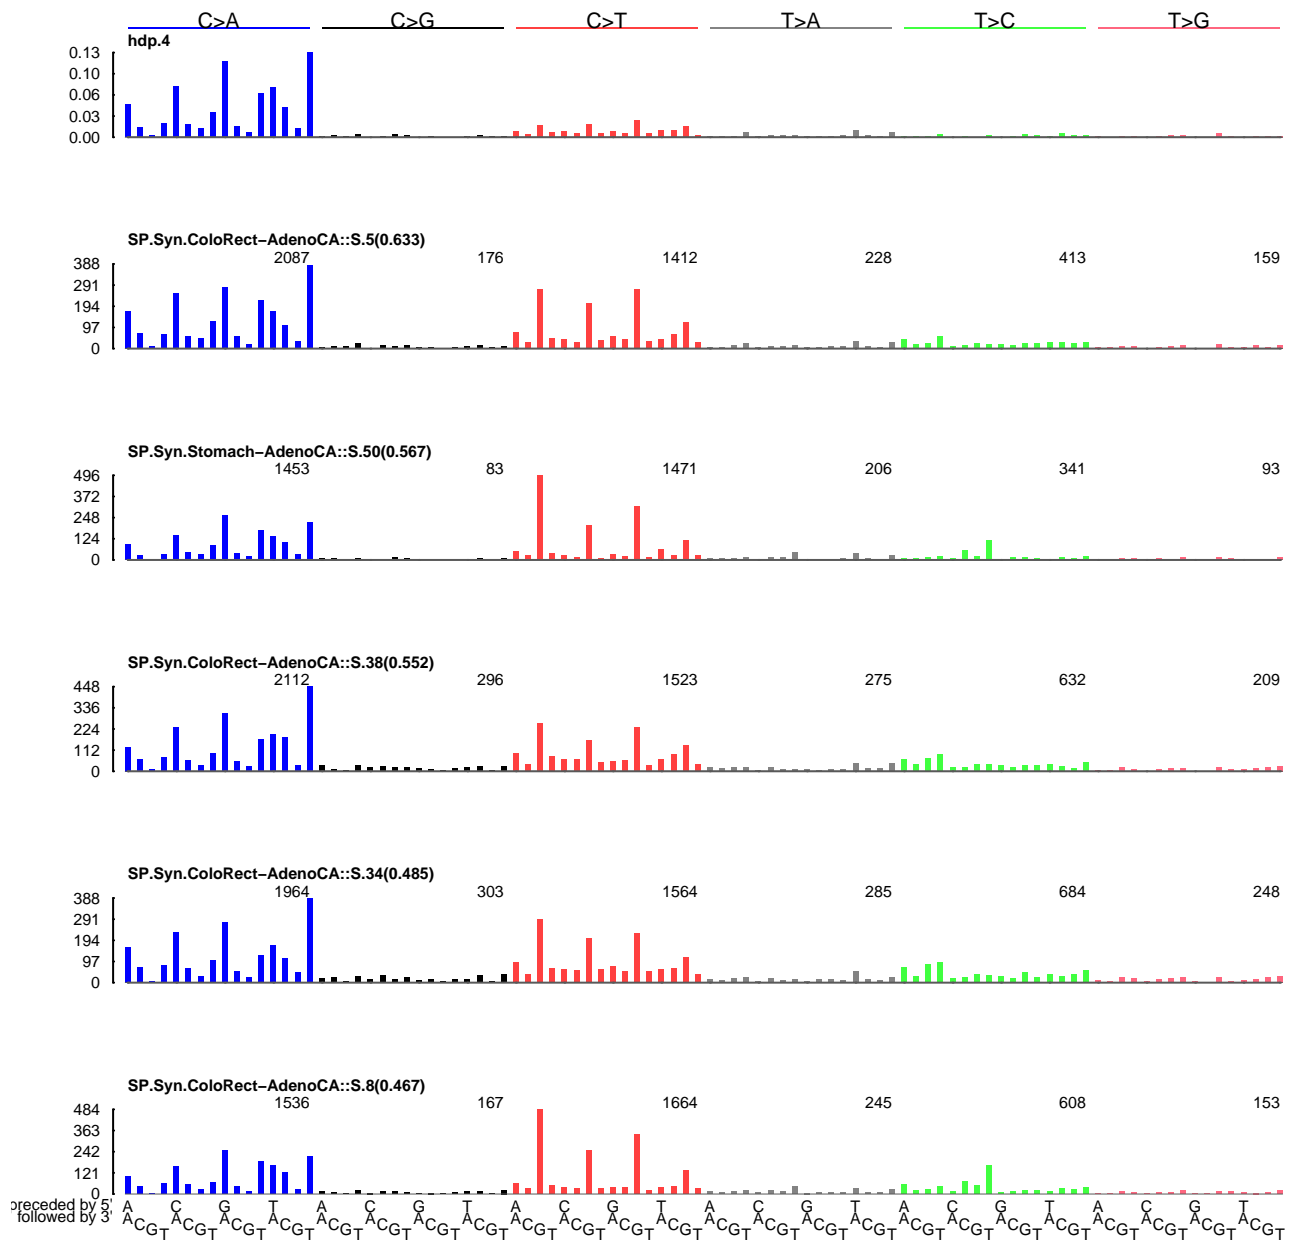 C>A C>G C>T T>A T>C T>G
hdp.4
0.13
0.10
0.06
0.03
0.00
SP.Syn.ColoRect−AdenoCA::S.5(0.633)
2087 176 1412 228 413 159
388
291
194
97
0
SP.Syn.Stomach−AdenoCA::S.50(0.567)
1453 83 1471 206 341 93
496
372
248
124
0
SP.Syn.ColoRect−AdenoCA::S.38(0.552)
2112 296 1523 275 632 209
448
336
224
112
0
SP.Syn.ColoRect−AdenoCA::S.34(0.485)
1964 303 1564 285 684 248
388
291
194
97
0
SP.Syn.ColoRect−AdenoCA::S.8(0.467)
1536 167 1664 245 608 153
484
363
242
121
0
preceded by 5' A C G T A C G T A C G T A C G T A C G T A C G T
followed by 3' A C G T A C G T A C G T A C G T A C G T A C G T A C G T A C G T A C G T A C G T A C G T A C G T A C G T A C G T A C G T A C G T A C G T A C G T A C G T A C G T A C G T A C G T A C G T A C G T